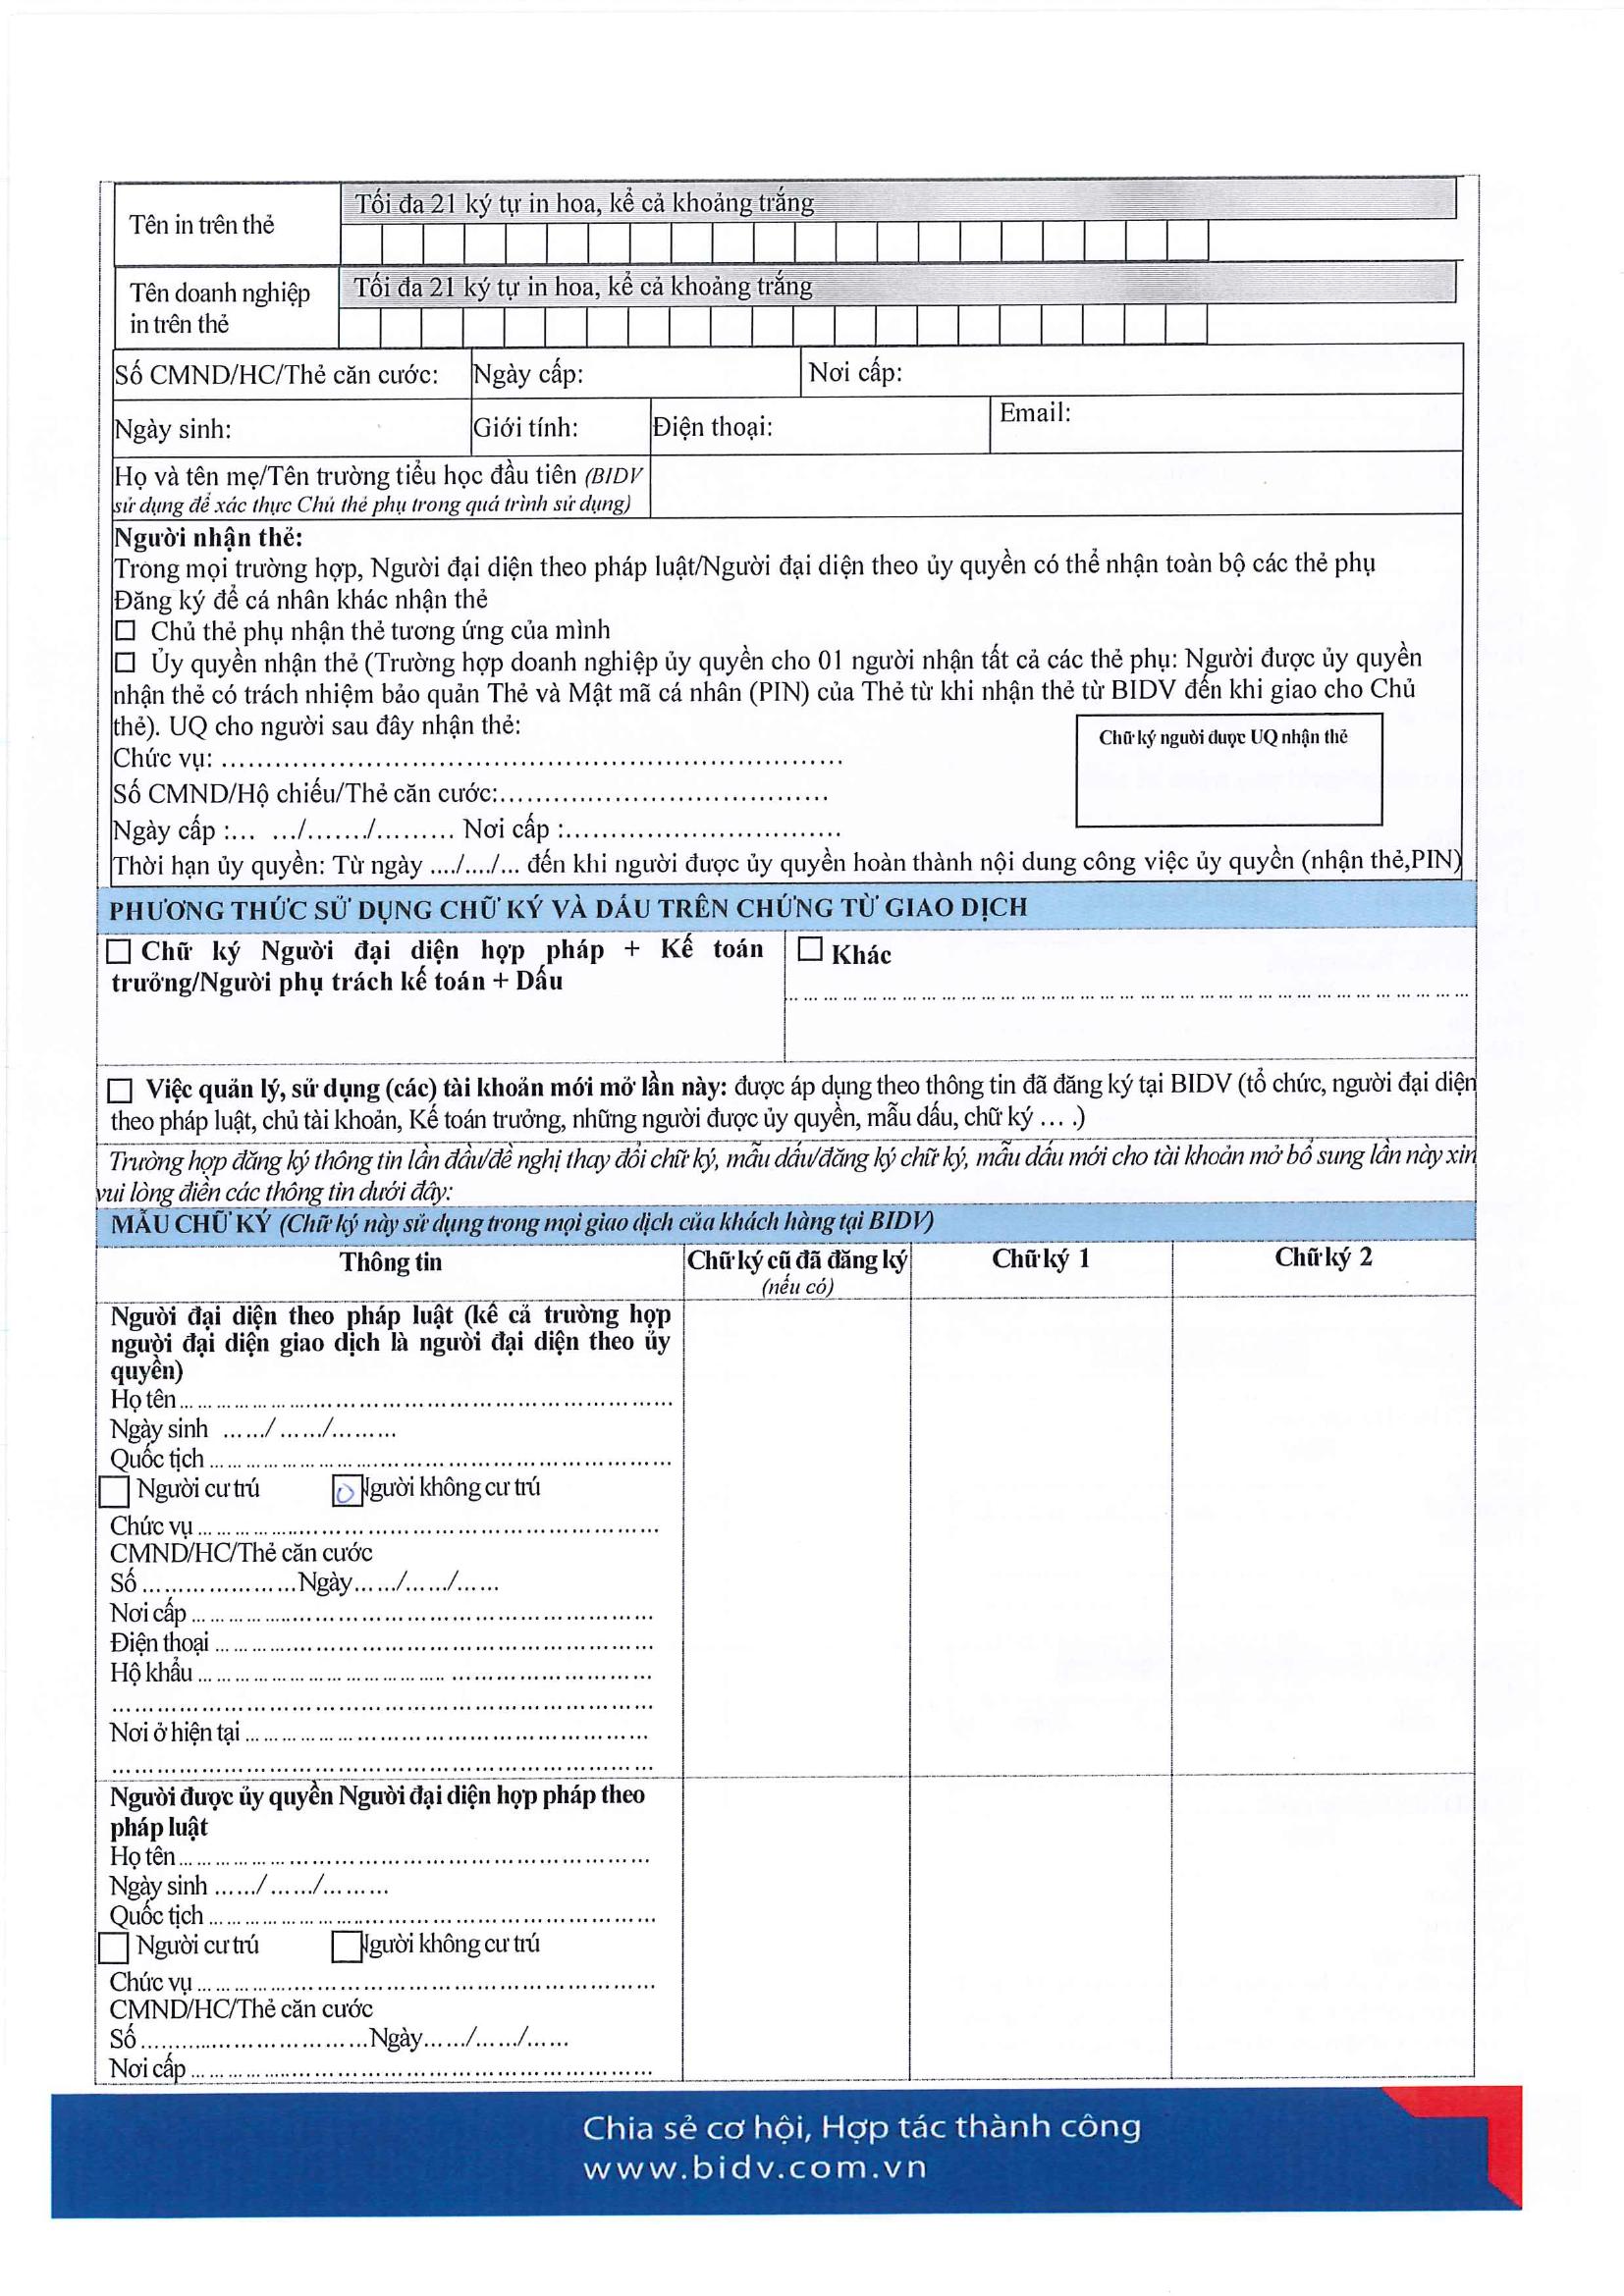 Tên in trên thẻ
Tối đa 21 ký tự in hoa, kể cả khoảng trắng
Tên doanh nghiệp
in trên thẻ
Tối đa 21 ký tự in hoa, kể cả khoảng trắng
Số CMND/HC/Thẻ căn cước: Ngày cấp: Nơi cấp:
Ngày sinh: Giới tính: Điện thoại: Email:
Họ và tên mẹ/Tên trường tiểu học đầu tiên (BIDV
sử dụng để xác thực Chủ thẻ phụ trong quá trình sử dụng)
Người nhận thẻ:
Trong mọi trường hợp, Người đại diện theo pháp luật/Người đại diện theo ủy quyền có thể nhận toàn bộ các thẻ phụ
Đăng ký để cá nhân khác nhận thẻ
☐ Chủ thẻ phụ nhận thẻ tương ứng của mình
☐ Ủy quyền nhận thẻ (Trường hợp doanh nghiệp ủy quyền cho 01 người nhận tất cả các thẻ phụ: Người được ủy quyền
nhận thẻ có trách nhiệm bảo quản Thẻ và Mật mã cá nhân (PIN) của Thẻ từ khi nhận thẻ từ BIDV đến khi giao cho Chủ
thẻ). UQ cho người sau đây nhận thẻ:
Chữ ký người được UQ nhận thẻ
Chức vụ: ……………………………………………………
Số CMND/Hộ chiếu/Thẻ căn cước:……………………………
Ngày cấp :… …/……./……… Nơi cấp :………………………
Thời hạn ủy quyền: Từ ngày …./…./… đến khi người được ủy quyền hoàn thành nội dung công việc ủy quyền (nhận thẻ,PIN)
PHƯƠNG THỨC SỬ DỤNG CHỮ KÝ VÀ DẤU TRÊN CHỨNG TỪ GIAO DỊCH
☐ Chữ ký Người đại diện hợp pháp + Kế toán
trưởng/Người phụ trách kế toán + Dấu
☐ Khác
………………………………………………
☐ Việc quản lý, sử dụng (các) tài khoản mới mở lần này: được áp dụng theo thông tin đã đăng ký tại BIDV (tổ chức, người đại diện
theo pháp luật, chủ tài khoản, Kế toán trưởng, những người được ủy quyền, mẫu dấu, chữ ký … .)
Trường hợp đăng ký thông tin lần đầu/đề nghị thay đổi chữ ký, mẫu dấu/đăng ký chữ ký, mẫu dấu mới cho tài khoản mở bổ sung lần này xin
vui lòng điền các thông tin dưới đây:
MẪU CHỮ KÝ (Chữ ký này sử dụng trong mọi giao dịch của khách hàng tại BIDV)
Thông tin Chữ ký cũ đã đăng ký Chữ ký 1 Chữ ký 2
(nếu có)
Người đại diện theo pháp luật (kể cả trường hợp
người đại diện giao dịch là người đại diện theo ủy
quyền)
Họ tên ………………………………………………
Ngày sinh ……/ ……/………
Quốc tịch ……………………………………………
☐ Người cư trú ☐ Người không cư trú
Chức vụ ……………………………………………
CMND/HC/Thẻ căn cước
Số …………………Ngày……/……/……
Nơi cấp ……………………………………………
Điện thoại …………………………………………
Hộ khẩu ……………………………………………
………………………………………………………
Nơi ở hiện tại ………………………………………
………………………………………………………
Người được ủy quyền Người đại diện hợp pháp theo
pháp luật
Họ tên ………………………………………………
Ngày sinh ……/ ……/………
Quốc tịch ……………………………………………
☐ Người cư trú ☐ Người không cư trú
Chức vụ ……………………………………………
CMND/HC/Thẻ căn cước
Số …………………………Ngày……/……/……
Nơi cấp ……………………………………………
Chia sẻ cơ hội, Hợp tác thành công
www.bidv.com.vn